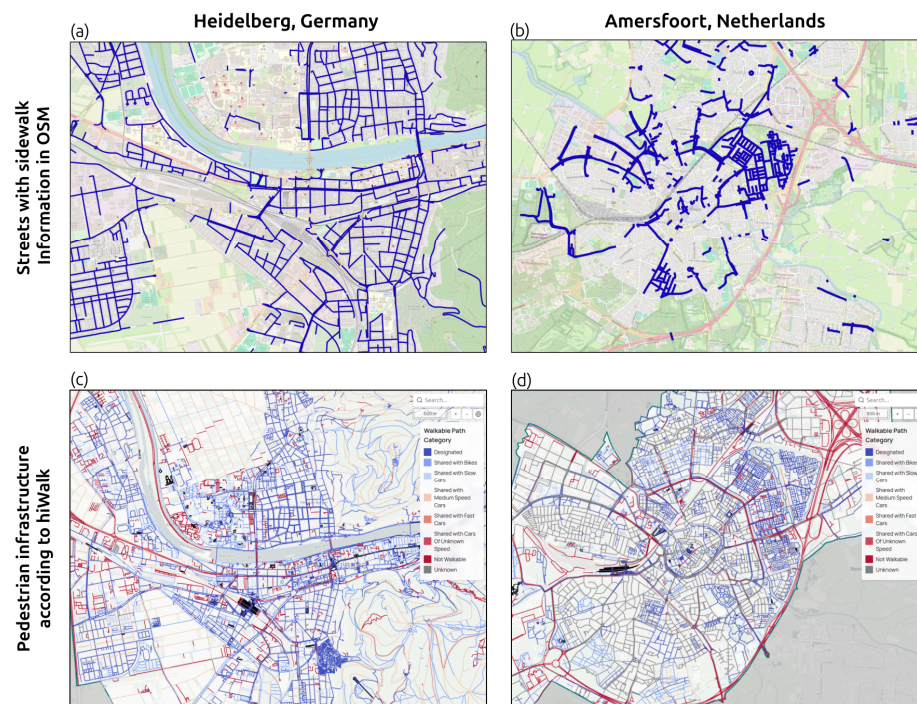 Heidelberg, Germany
Amersfoort, Netherlands
(a)
(b)
Streets with sidewalk
Information in OSM
(c)
(d)
Pedestrian infrastructure
according to hiWalk
Search...
500 m
+
−
Walkable Path
Category
Designated
Shared with Bikes
Shared with Slow
Cars
Shared with
Medium Speed
Cars
Shared with Fast
Cars
Shared with Cars
Of Unknown
Speed
Not Walkable
Unknown
Search...
500 m
+
−
Walkable Path
Category
Designated
Shared with Bikes
Shared with Slow
Cars
Shared with
Medium Speed
Cars
Shared with Fast
Cars
Shared with Cars
Of Unknown
Speed
Not Walkable
Unknown